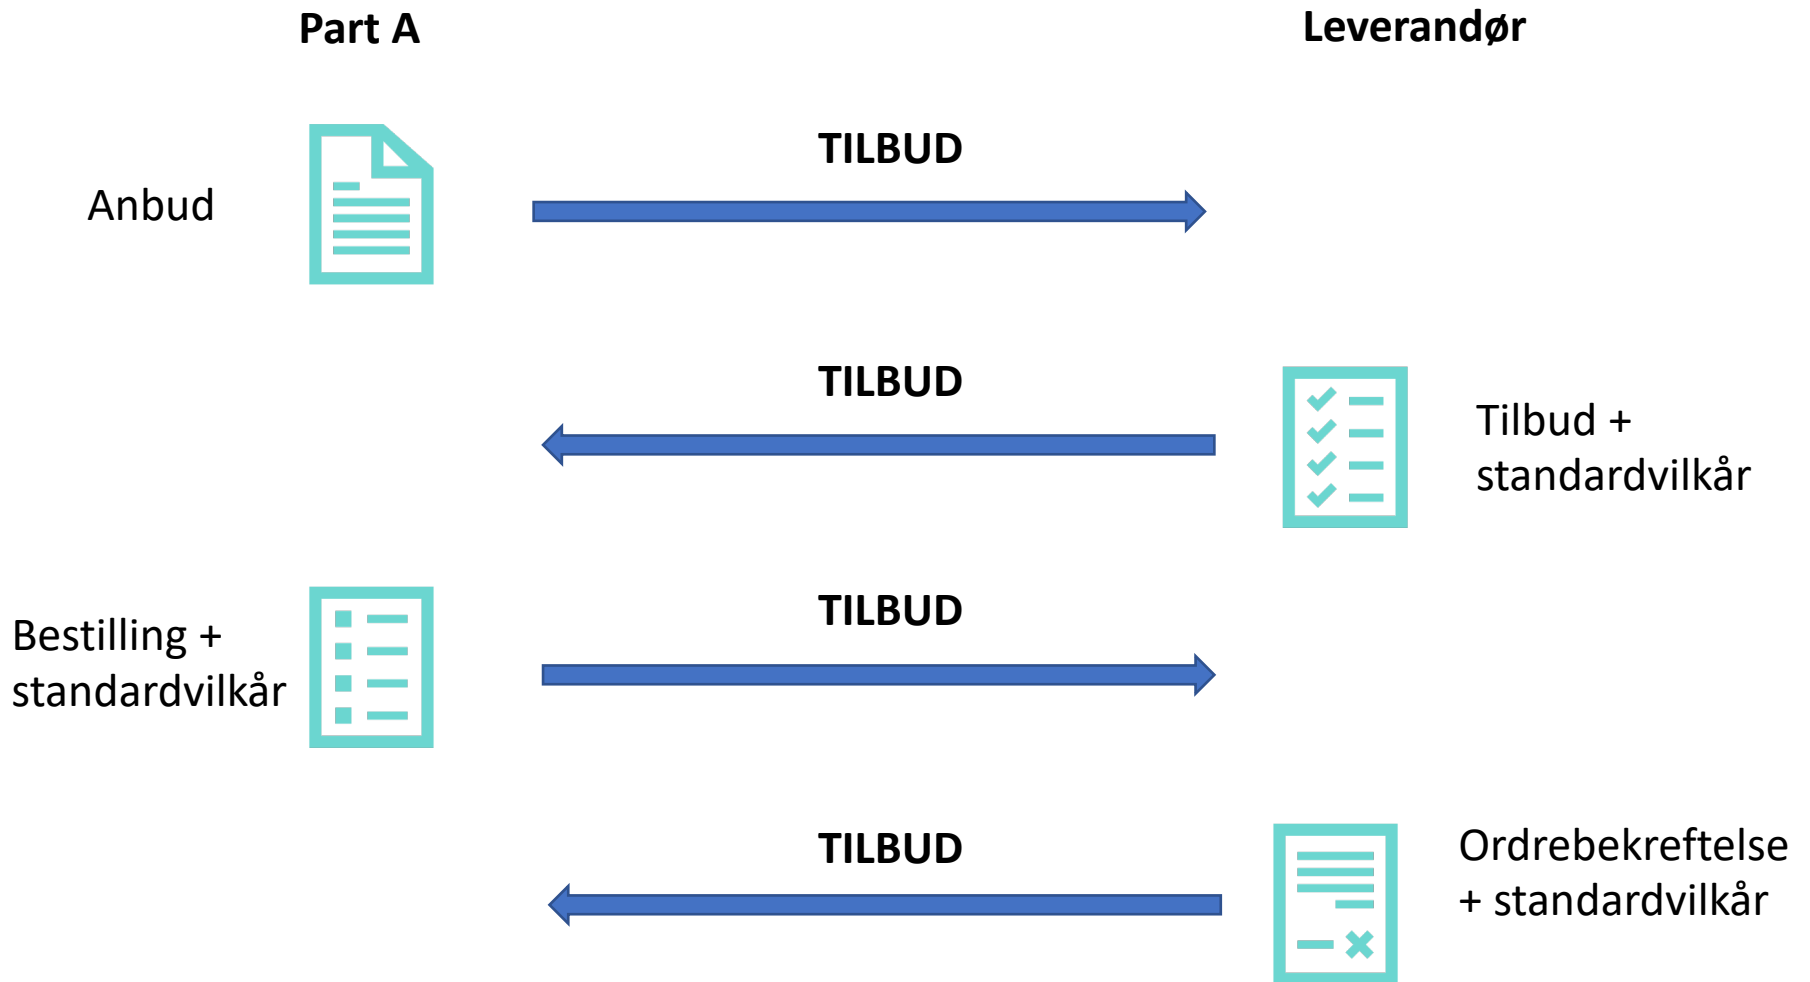 Part A
Leverandør
TILBUD
Anbud
TILBUD
Tilbud +
standardvilkår
TILBUD
Bestilling +
standardvilkår
TILBUD
Ordrebekreftelse
+ standardvilkår